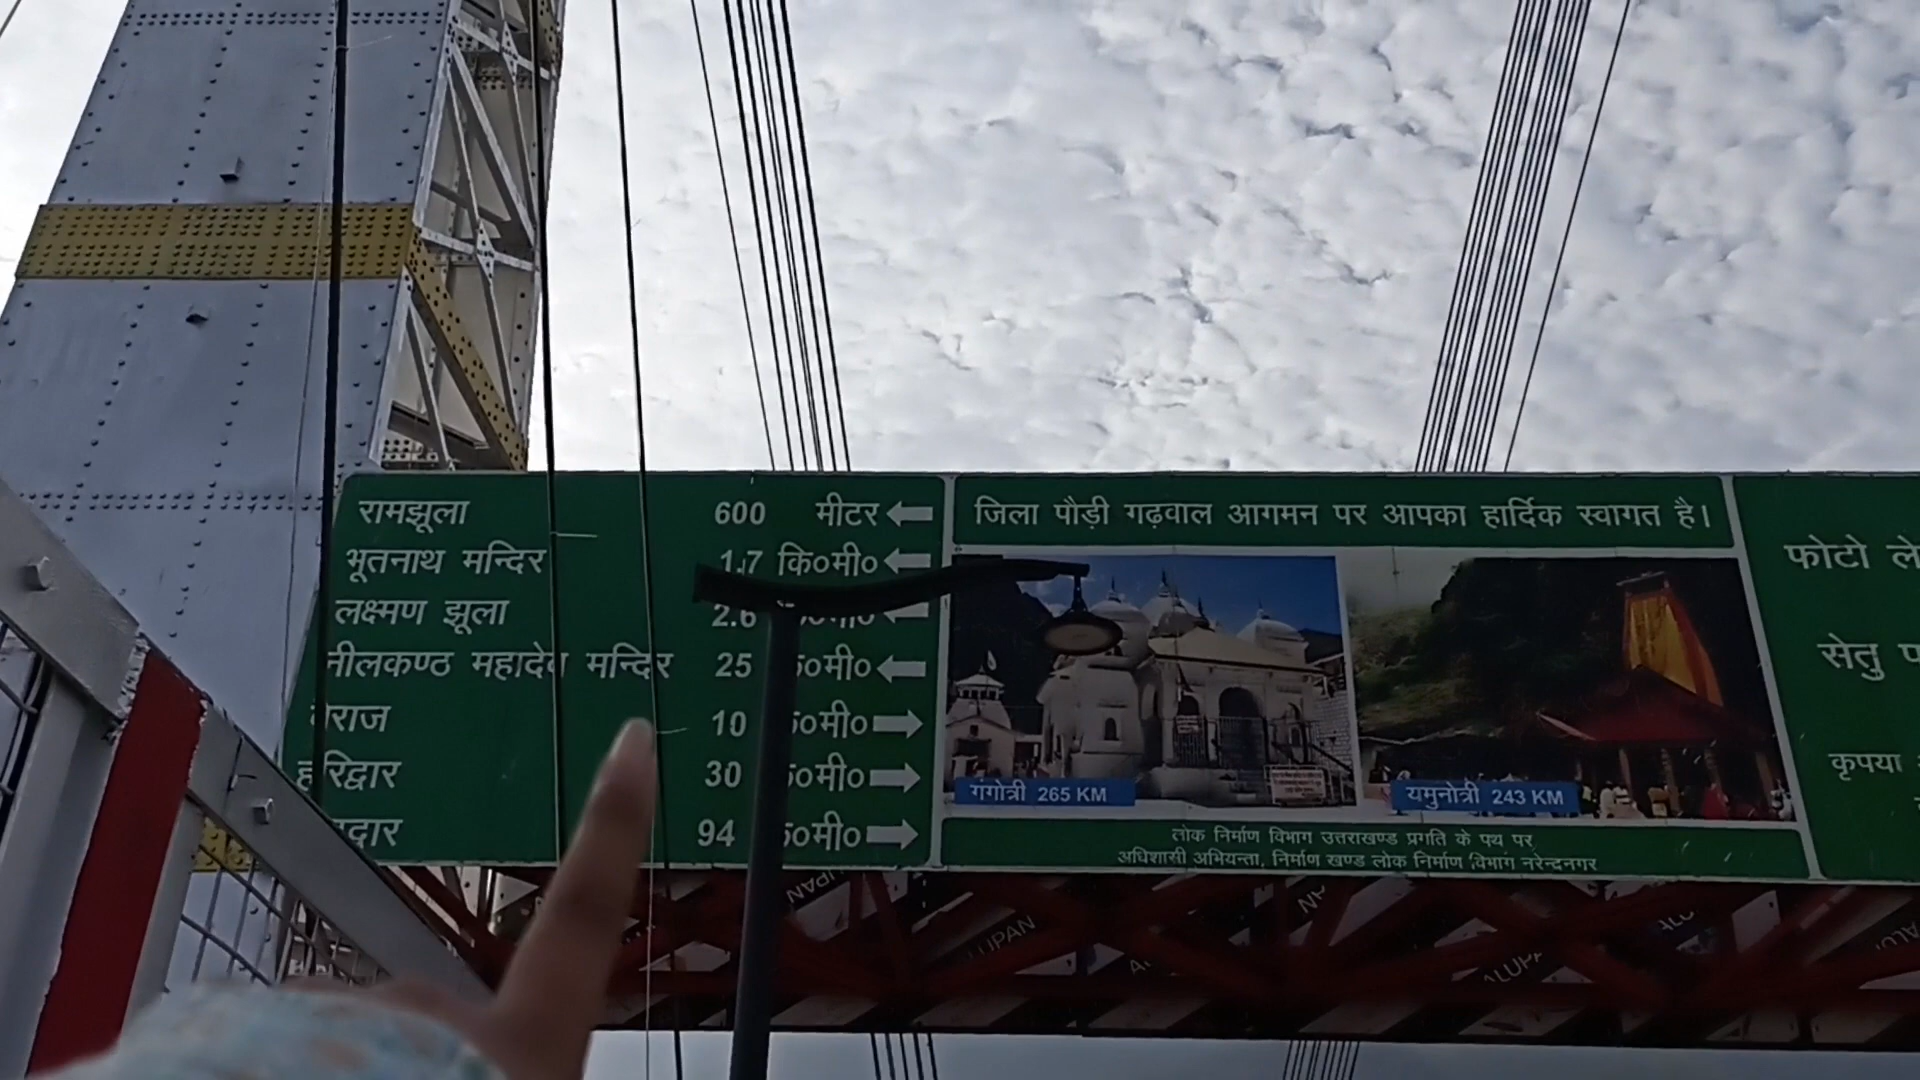 रामझूला 600 मीटर
भूतनाथ मन्दिर 1.7 कि०मी०
लक्ष्मण झूला 2.6
नीलकण्ठ महादेव मन्दिर 25
बैराज 10
हरिद्वार 30
94
जिला पौड़ी गढ़वाल आगमन पर आपका हार्दिक स्वागत है।
गंगोत्री 265 KM
यमुनोत्री 243 KM
लोक निर्माण विभाग उत्तराखण्ड प्रगति के पथ पर
अधिशासी अभियन्ता, निर्माण खण्ड लोक निर्माण विभाग नरेन्द्रनगर
फोटो
सेतु
कृपया